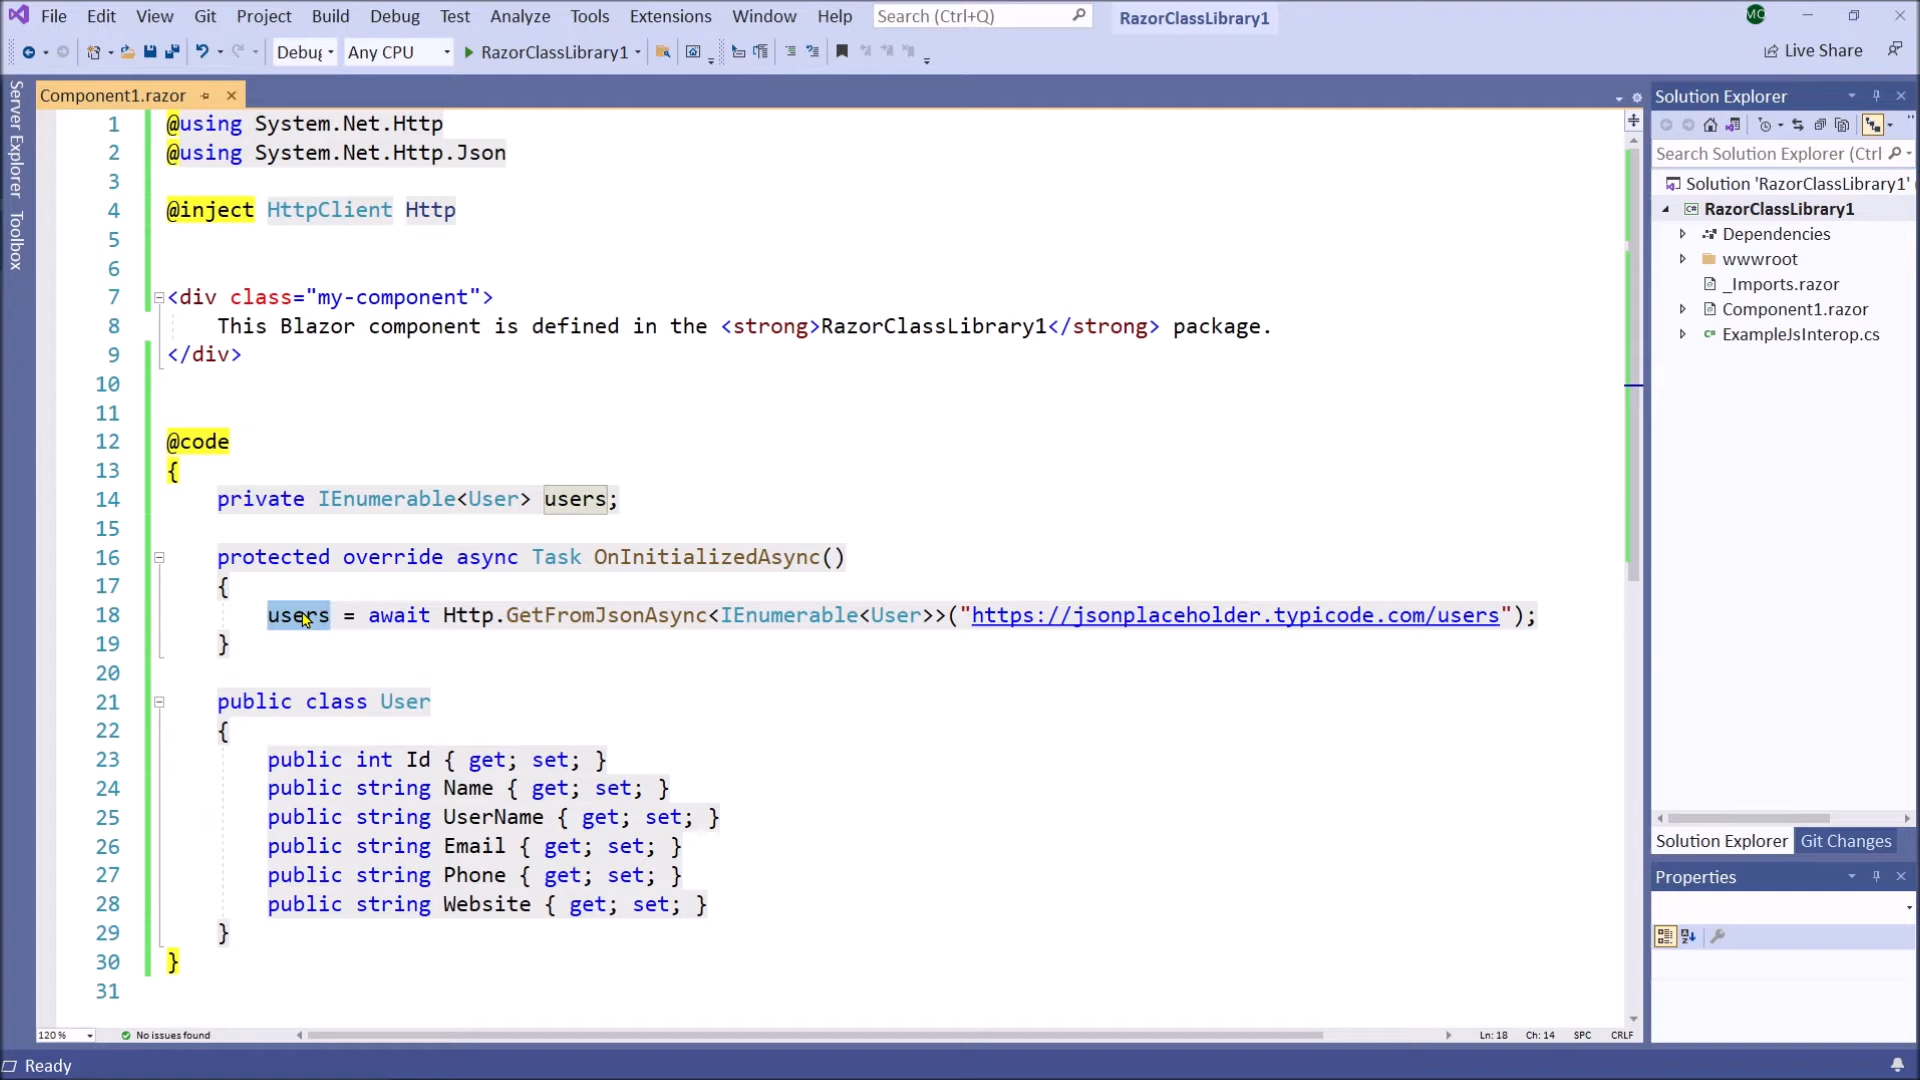 File Edit View Git Project Build Debug Test Analyze Tools Extensions Window Help Search (Ctrl+Q) RazorClassLibrary1 MC
Debug Any CPU RazorClassLibrary1 Live Share
Server Explorer
Toolbox
Component1.razor
1 @using System.Net.Http
2 @using System.Net.Http.Json
3
4 @inject HttpClient Http
5
6
7 <div class="my-component">
8 This Blazor component is defined in the <strong>RazorClassLibrary1</strong> package.
9 </div>
10
11
12 @code
13 {
14 private IEnumerable<User> users;
15
16 protected override async Task OnInitializedAsync()
17 {
18 users = await Http.GetFromJsonAsync<IEnumerable<User>>("https://jsonplaceholder.typicode.com/users");
19 }
20
21 public class User
22 {
23 public int Id { get; set; }
24 public string Name { get; set; }
25 public string UserName { get; set; }
26 public string Email { get; set; }
27 public string Phone { get; set; }
28 public string Website { get; set; }
29 }
30 }
31
120 % No issues found Ln: 18 Ch: 14 SPC CRLF
Solution Explorer
Search Solution Explorer (Ctrl
Solution 'RazorClassLibrary1' (
RazorClassLibrary1
Dependencies
wwwroot
_Imports.razor
Component1.razor
ExampleJsInterop.cs
Solution Explorer Git Changes
Properties
Ready